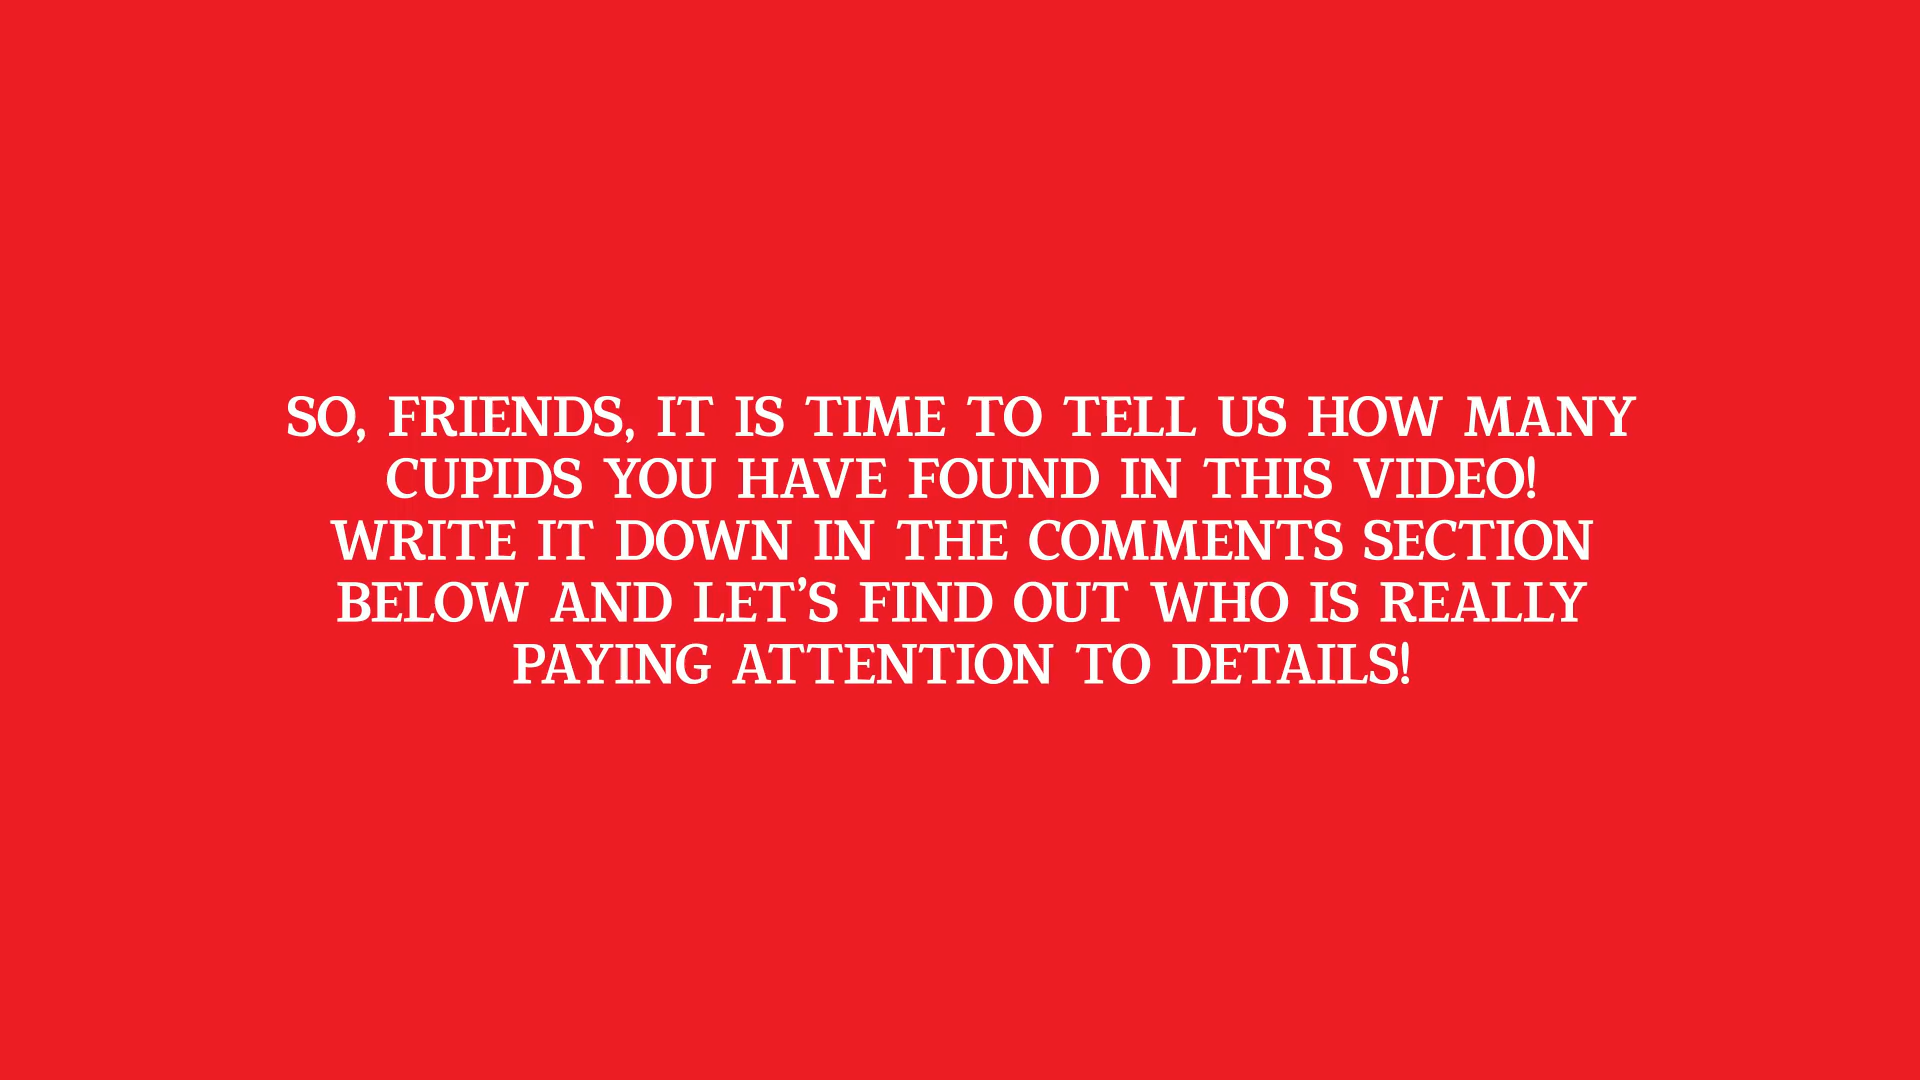 SO, FRIENDS, IT IS TIME TO TELL US HOW MANY
CUPIDS YOU HAVE FOUND IN THIS VIDEO!
WRITE IT DOWN IN THE COMMENTS SECTION
BELOW AND LET’S FIND OUT WHO IS REALLY
PAYING ATTENTION TO DETAILS!